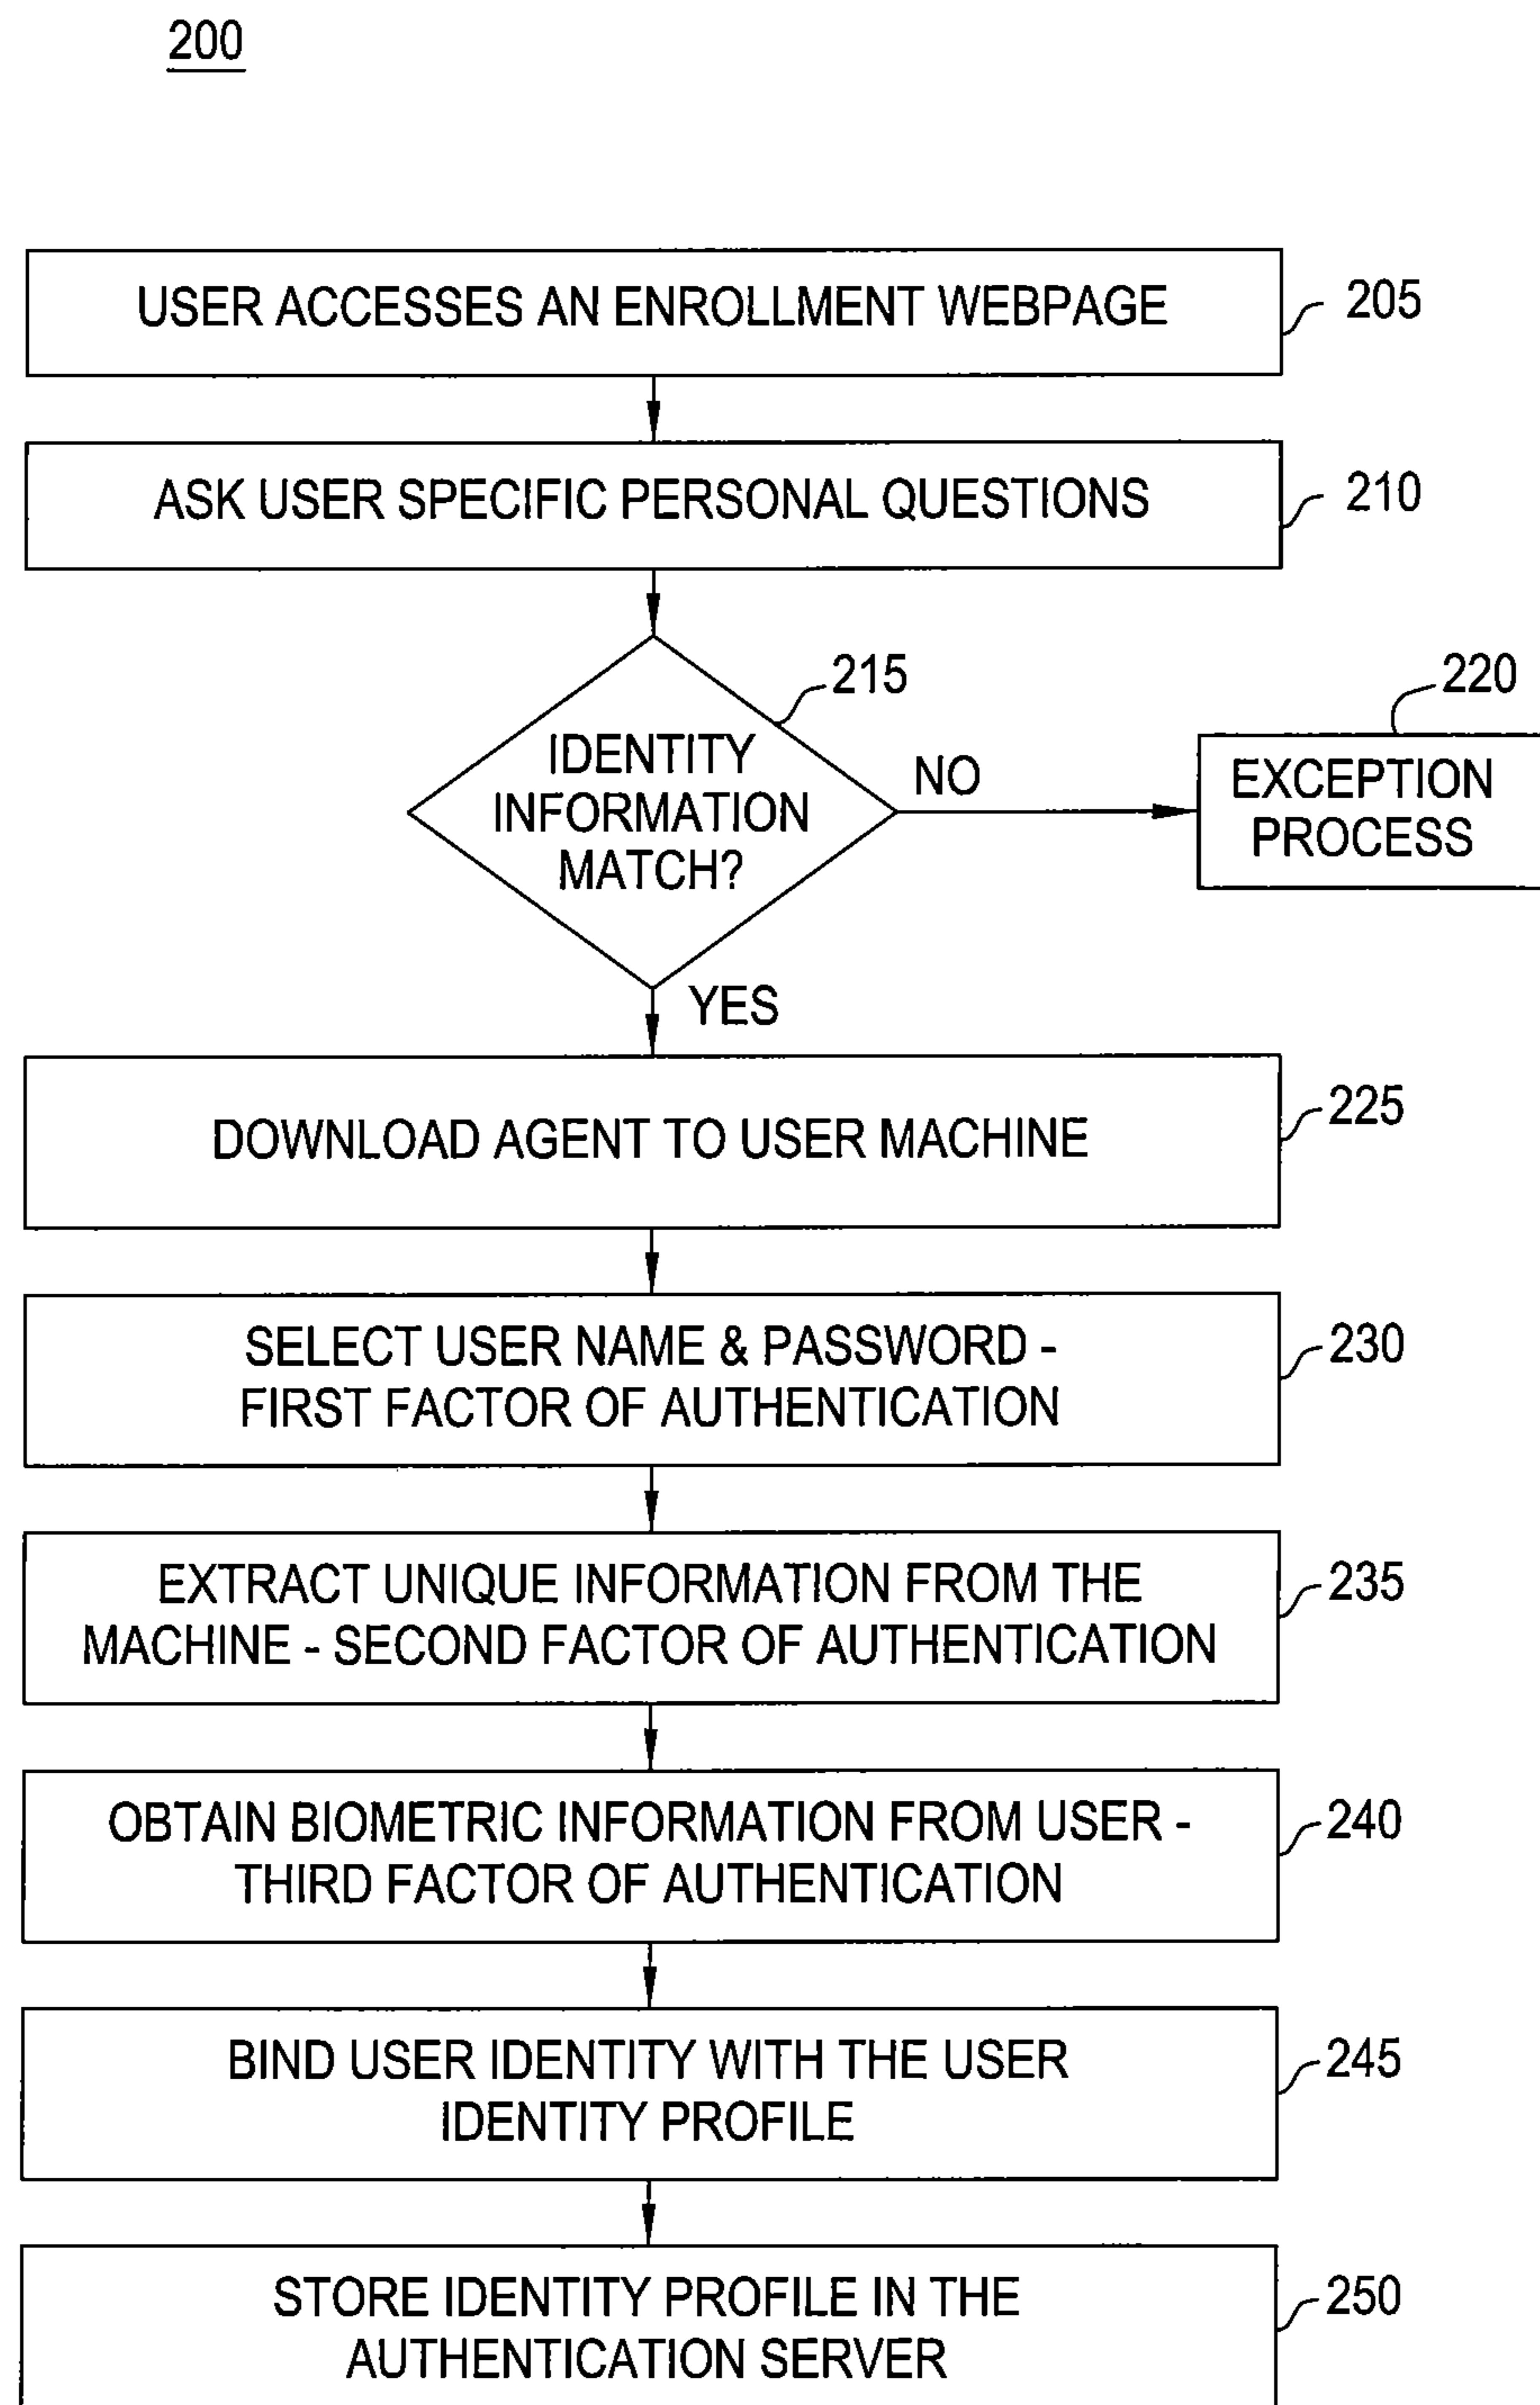 200
USER ACCESSES AN ENROLLMENT WEBPAGE
205
ASK USER SPECIFIC PERSONAL QUESTIONS
210
215
IDENTITY
INFORMATION
MATCH?
NO
220
EXCEPTION
PROCESS
YES
DOWNLOAD AGENT TO USER MACHINE
225
SELECT USER NAME & PASSWORD -
FIRST FACTOR OF AUTHENTICATION
230
EXTRACT UNIQUE INFORMATION FROM THE
MACHINE - SECOND FACTOR OF AUTHENTICATION
235
OBTAIN BIOMETRIC INFORMATION FROM USER -
THIRD FACTOR OF AUTHENTICATION
240
BIND USER IDENTITY WITH THE USER
IDENTITY PROFILE
245
STORE IDENTITY PROFILE IN THE
AUTHENTICATION SERVER
250